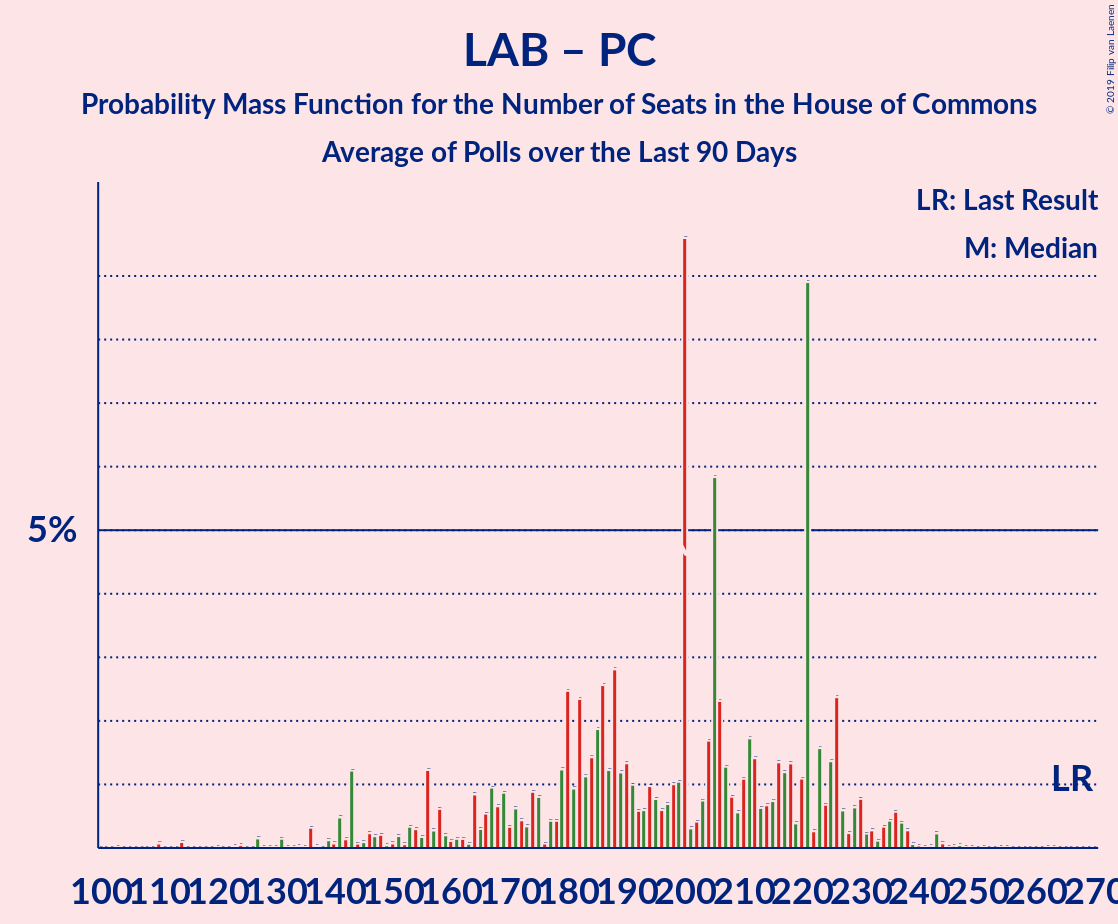 LAB – PC
Probability Mass Function for the Number of Seats in the House of Commons
Average of Polls over the Last 90 Days
© 2019 Filip van Laenen
LR: Last Result
M: Median
5%
LR
100 110 120 130 140 150 160 170 180 190 200 210 220 230 240 250 260 270